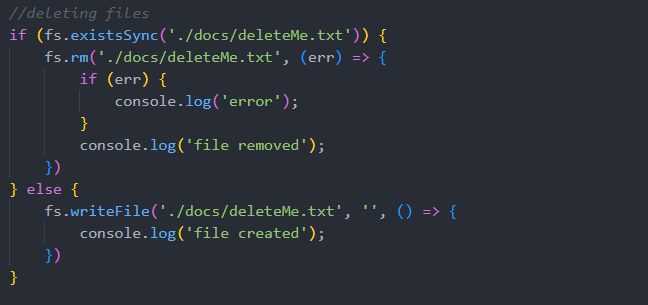 //deleting files
if (fs.existsSync('./docs/deleteMe.txt')) {
    fs.rm('./docs/deleteMe.txt', (err) => {
        if (err) {
            console.log('error');
        }
        console.log('file removed');
    })
} else {
    fs.writeFile('./docs/deleteMe.txt', '', () => {
        console.log('file created');
    })
}